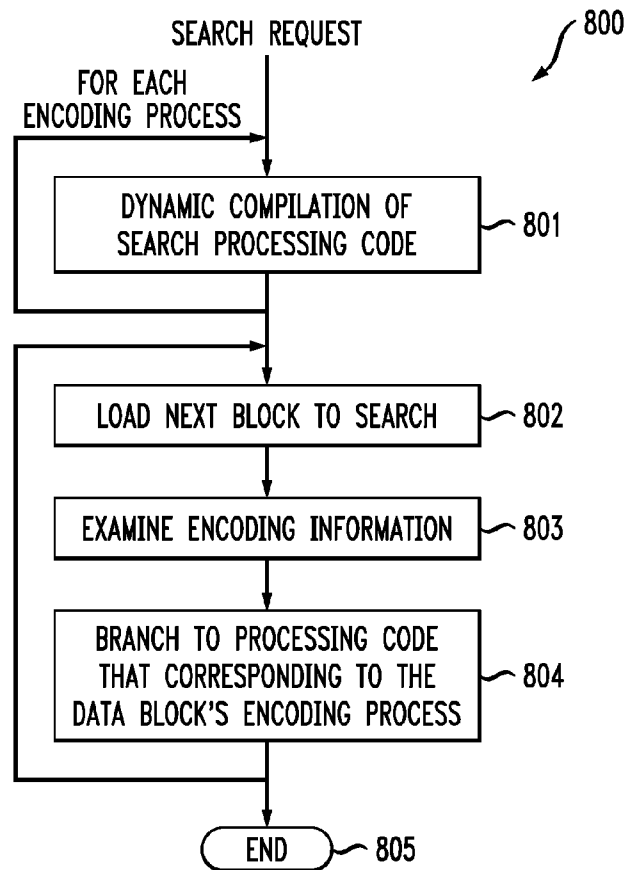 SEARCH REQUEST
800
FOR EACH
ENCODING PROCESS
DYNAMIC COMPILATION OF
SEARCH PROCESSING CODE
801
LOAD NEXT BLOCK TO SEARCH
802
EXAMINE ENCODING INFORMATION
803
BRANCH TO PROCESSING CODE
THAT CORRESPONDING TO THE
DATA BLOCK'S ENCODING PROCESS
804
END
805